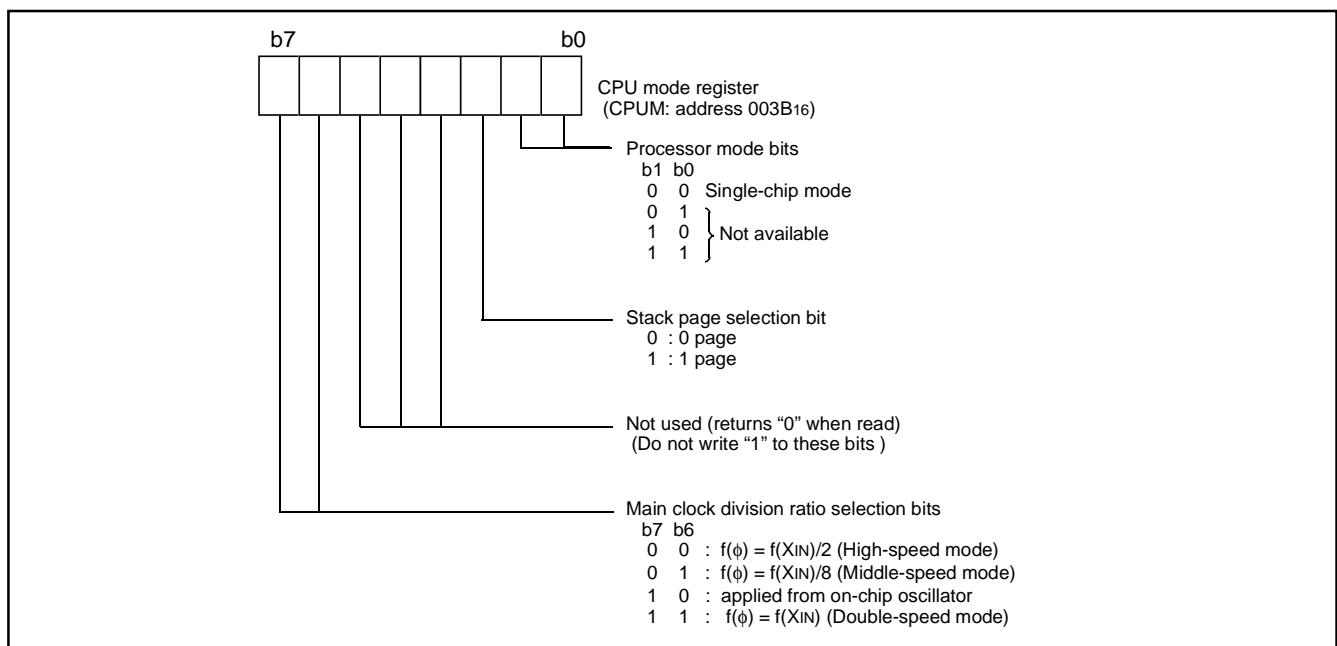 b7 b0
CPU mode register
(CPUM: address 003B16)
Processor mode bits
b1 b0
0 0 Single-chip mode
0 1
1 0 Not available
1 1
Stack page selection bit
0 : 0 page
1 : 1 page
Not used (returns “0” when read)
(Do not write “1” to these bits )
Main clock division ratio selection bits
b7 b6
0 0 : f(ϕ) = f(XIN)/2 (High-speed mode)
0 1 : f(ϕ) = f(XIN)/8 (Middle-speed mode)
1 0 : applied from on-chip oscillator
1 1 : f(ϕ) = f(XIN) (Double-speed mode)